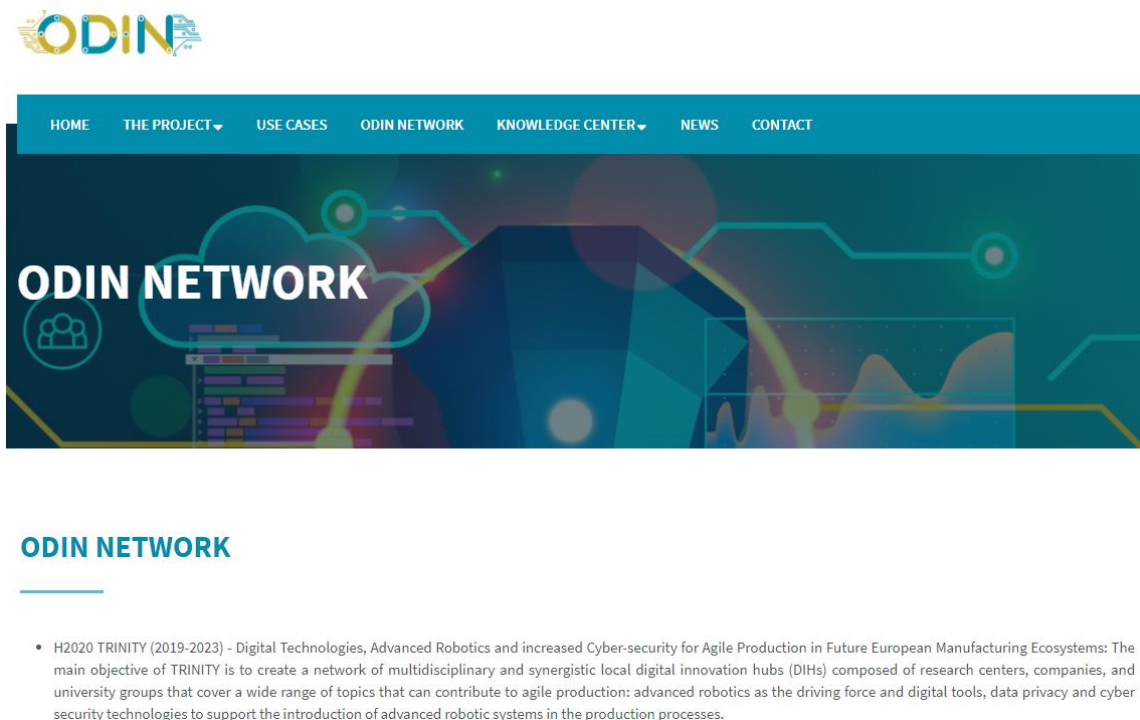 ODIN
HOME THE PROJECT USE CASES ODIN NETWORK KNOWLEDGE CENTER NEWS CONTACT
ODIN NETWORK
ODIN NETWORK
• H2020 TRINITY (2019-2023) - Digital Technologies, Advanced Robotics and increased Cyber-security for Agile Production in Future European Manufacturing Ecosystems: The
main objective of TRINITY is to create a network of multidisciplinary and synergistic local digital innovation hubs (DIHs) composed of research centers, companies, and
university groups that cover a wide range of topics that can contribute to agile production: advanced robotics as the driving force and digital tools, data privacy and cyber
security technologies to support the introduction of advanced robotic systems in the production processes.